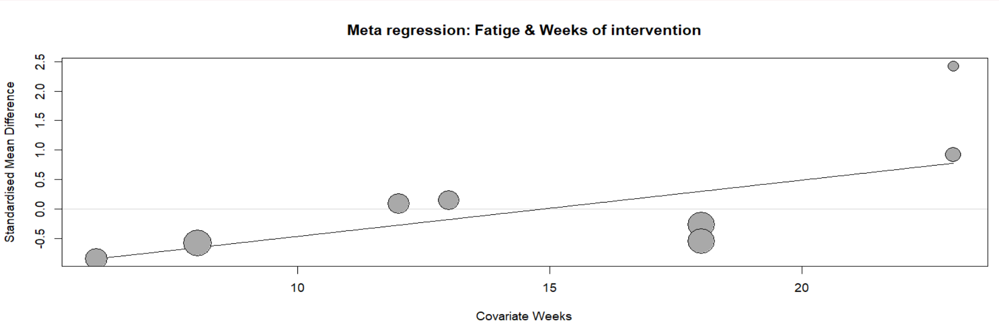 Meta regression: Fatige & Weeks of intervention
Standardised Mean Difference
2.5
2.0
1.5
1.0
0.5
0.0
-0.5
10 15 20
Covariate Weeks